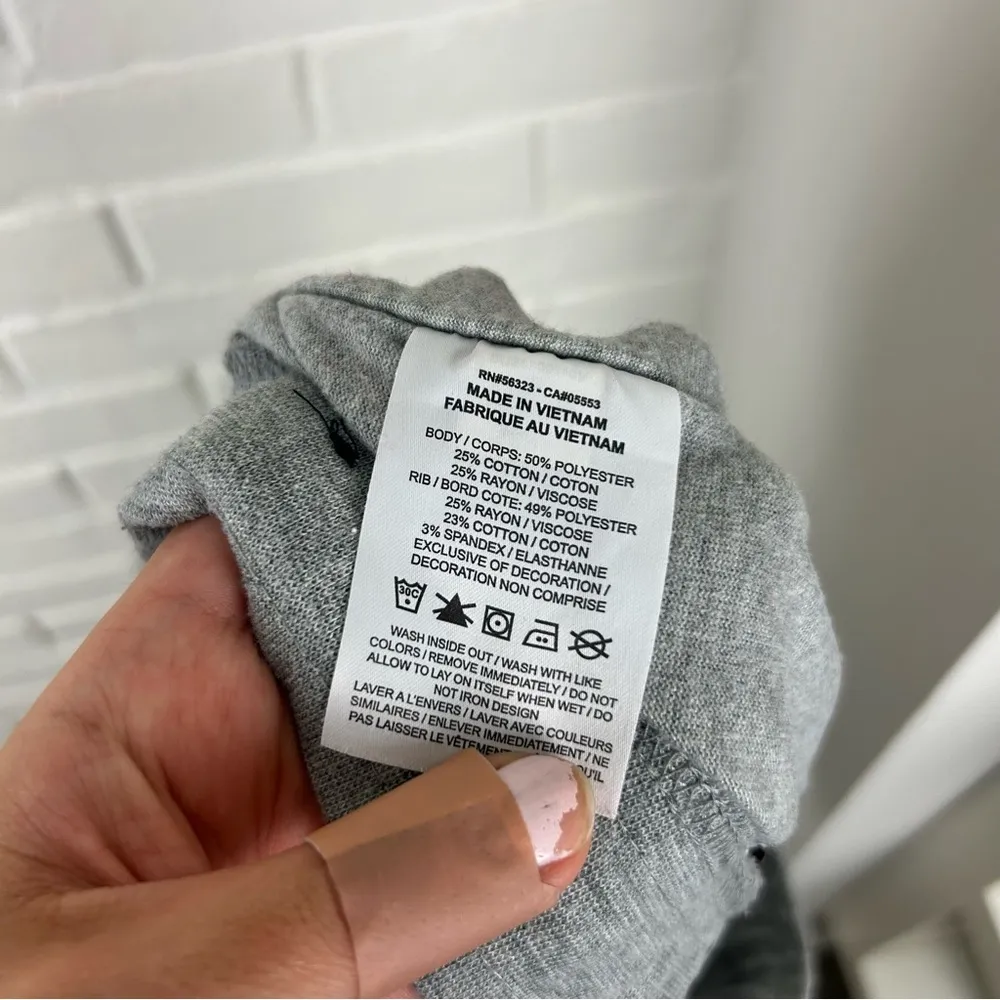 RN#56323 - CA#05553
MADE IN VIETNAM
FABRIQUE AU VIETNAM
BODY / CORPS: 50% POLYESTER
25% COTTON / COTON
25% RAYON / VISCOSE
RIB / BORD COTE: 49% POLYESTER
25% RAYON / VISCOSE
23% COTTON / COTON
3% SPANDEX / ELASTHANNE
EXCLUSIVE OF DECORATION /
DECORATION NON COMPRISE
30C
WASH INSIDE OUT / WASH WITH LIKE
COLORS / REMOVE IMMEDIATELY / DO NOT
ALLOW TO LAY ON ITSELF WHEN WET / DO
NOT IRON DESIGN
LAVER A L'ENVERS / LAVER AVEC COULEURS
SIMILAIRES / ENLEVER IMMEDIATEMENT / NE
PAS LAISSER LE VÊTEMENT
QU'IL